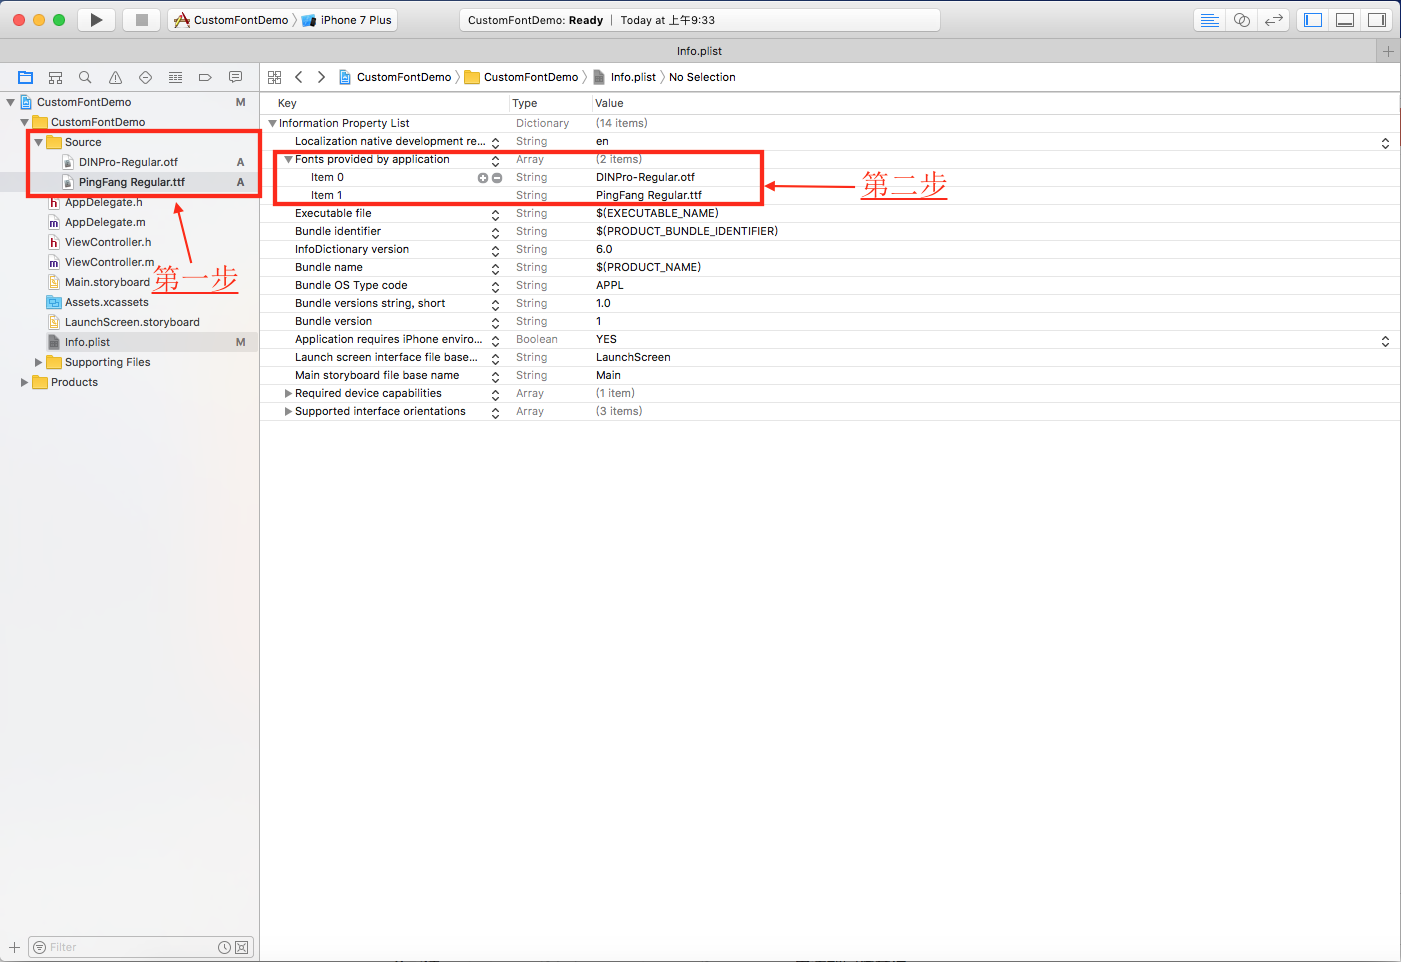 CustomFontDemo iPhone 7 Plus
CustomFontDemo: Ready | Today at 上午9:33
Info.plist
CustomFontDemo CustomFontDemo Info.plist No Selection
CustomFontDemo M
CustomFontDemo
Source
DINPro-Regular.otf A
PingFang Regular.ttf A
AppDelegate.h
AppDelegate.m
ViewController.h
ViewController.m
Main.storyboard
Assets.xcassets
LaunchScreen.storyboard
Info.plist M
Supporting Files
Products
第一步
Filter
Key Type Value
Information Property List Dictionary (14 items)
Localization native development re... String en
Fonts provided by application Array (2 items)
Item 0 String DINPro-Regular.otf
Item 1 String PingFang Regular.ttf
第二步
Executable file String $(EXECUTABLE_NAME)
Bundle identifier String $(PRODUCT_BUNDLE_IDENTIFIER)
InfoDictionary version String 6.0
Bundle name String $(PRODUCT_NAME)
Bundle OS Type code String APPL
Bundle versions string, short String 1.0
Bundle version String 1
Application requires iPhone enviro... Boolean YES
Launch screen interface file base... String LaunchScreen
Main storyboard file base name String Main
Required device capabilities Array (1 item)
Supported interface orientations Array (3 items)